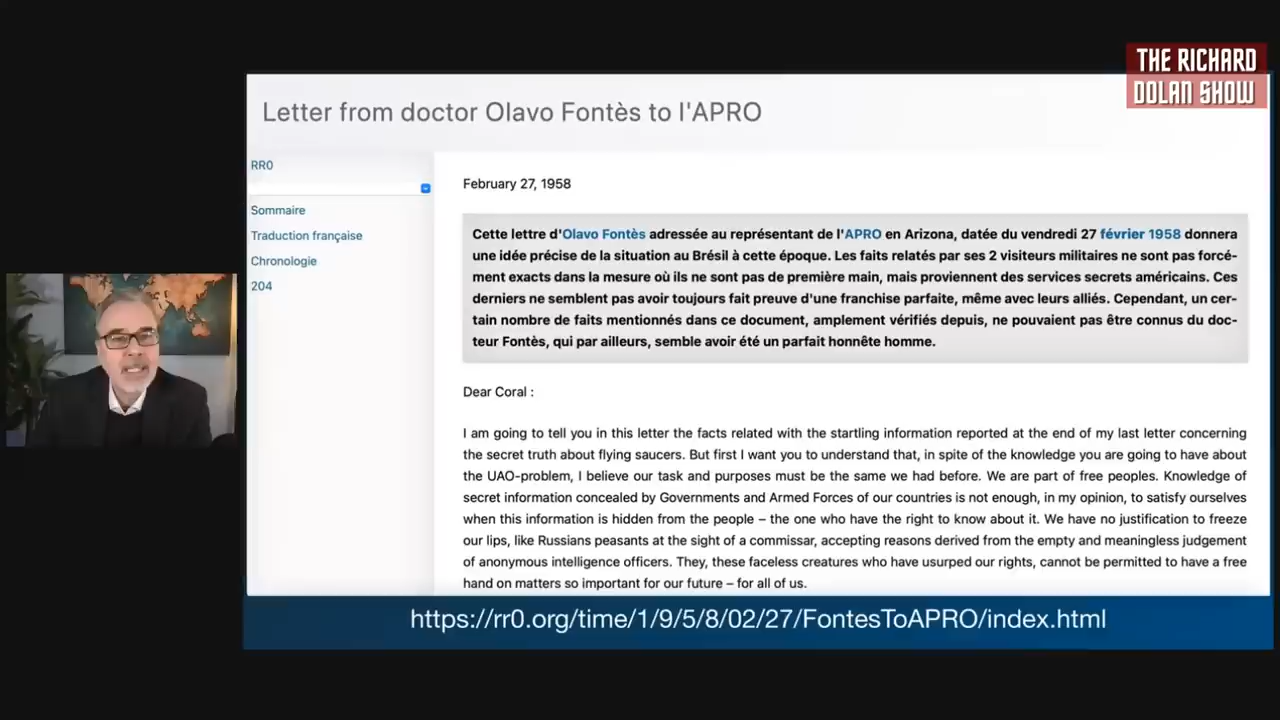 THE RICHARD
DOLAN SHOW
Letter from doctor Olavo Fontès to l'APRO
RR0
Sommaire
Traduction française
Chronologie
204
February 27, 1958
Cette lettre d'Olavo Fontès adressée au représentant de l'APRO en Arizona, datée du vendredi 27 février 1958 donnera
une idée précise de la situation au Brésil à cette époque. Les faits relatés par ses 2 visiteurs militaires ne sont pas forcé-
ment exacts dans la mesure où ils ne sont pas de première main, mais proviennent des services secrets américains. Ces
derniers ne semblent pas avoir toujours fait preuve d'une franchise parfaite, même avec leurs alliés. Cependant, un cer-
tain nombre de faits mentionnés dans ce document, amplement vérifiés depuis, ne pouvaient pas être connus du doc-
teur Fontès, qui par ailleurs, semble avoir été un parfait honnête homme.
Dear Coral :
I am going to tell you in this letter the facts related with the startling information reported at the end of my last letter concerning
the secret truth about flying saucers. But first I want you to understand that, in spite of the knowledge you are going to have about
the UAO-problem, I believe our task and purposes must be the same we had before. We are part of free peoples. Knowledge of
secret information concealed by Governments and Armed Forces of our countries is not enough, in my opinion, to satisfy ourselves
when this information is hidden from the people – the one who have the right to know about it. We have no justification to freeze
our lips, like Russians peasants at the sight of a commissar, accepting reasons derived from the empty and meaningless judgement
of anonymous intelligence officers. They, these faceless creatures who have usurped our rights, cannot be permitted to have a free
hand on matters so important for our future – for all of us.
https://rr0.org/time/1/9/5/8/02/27/FontesToAPRO/index.html